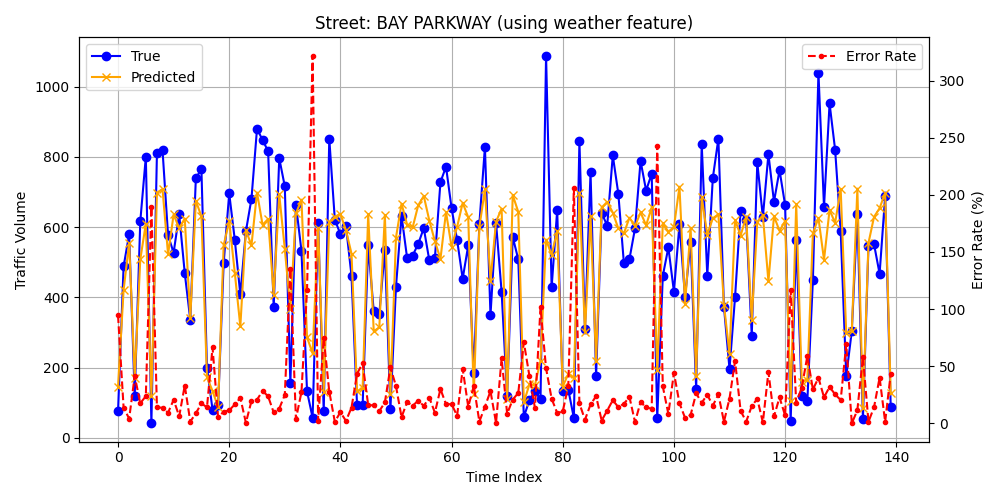 Street: BAY PARKWAY (using weather feature)
True
Predicted
Error Rate
Traffic Volume
1000
800
600
400
200
0
300
250
200
150
100
50
0
Error Rate (%)
0 20 40 60 80 100 120 140
Time Index